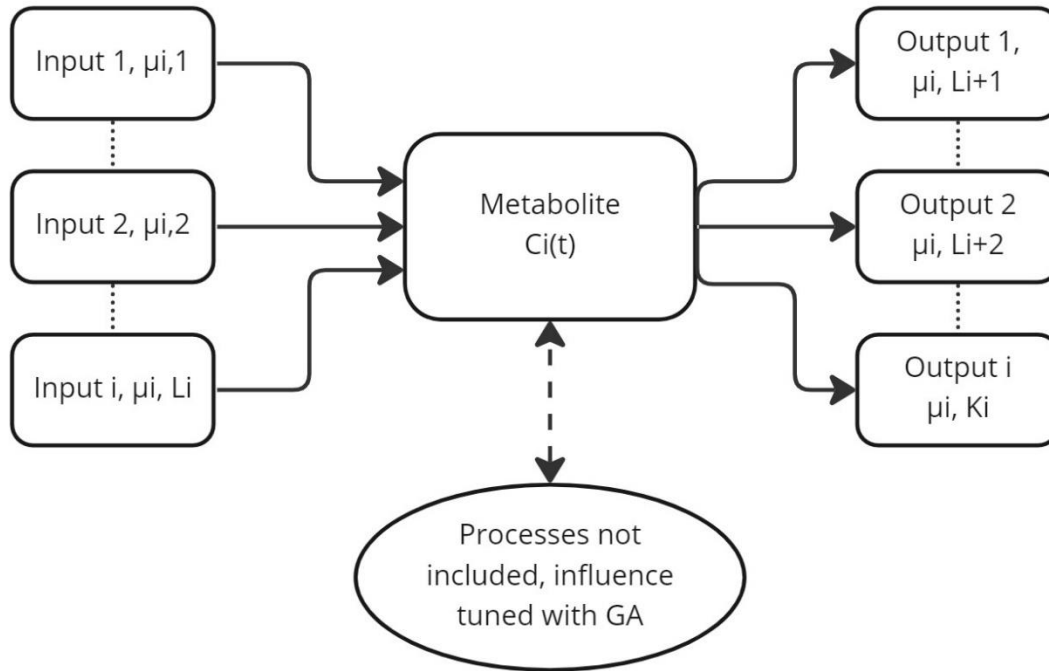 Input 1, µi,1
Input 2, µi,2
Input i, µi, Li
Metabolite
Ci(t)
Output 1,
µi, Li+1
Output 2
µi, Li+2
Output i
µi, Ki
Processes not
included, influence
tuned with GA